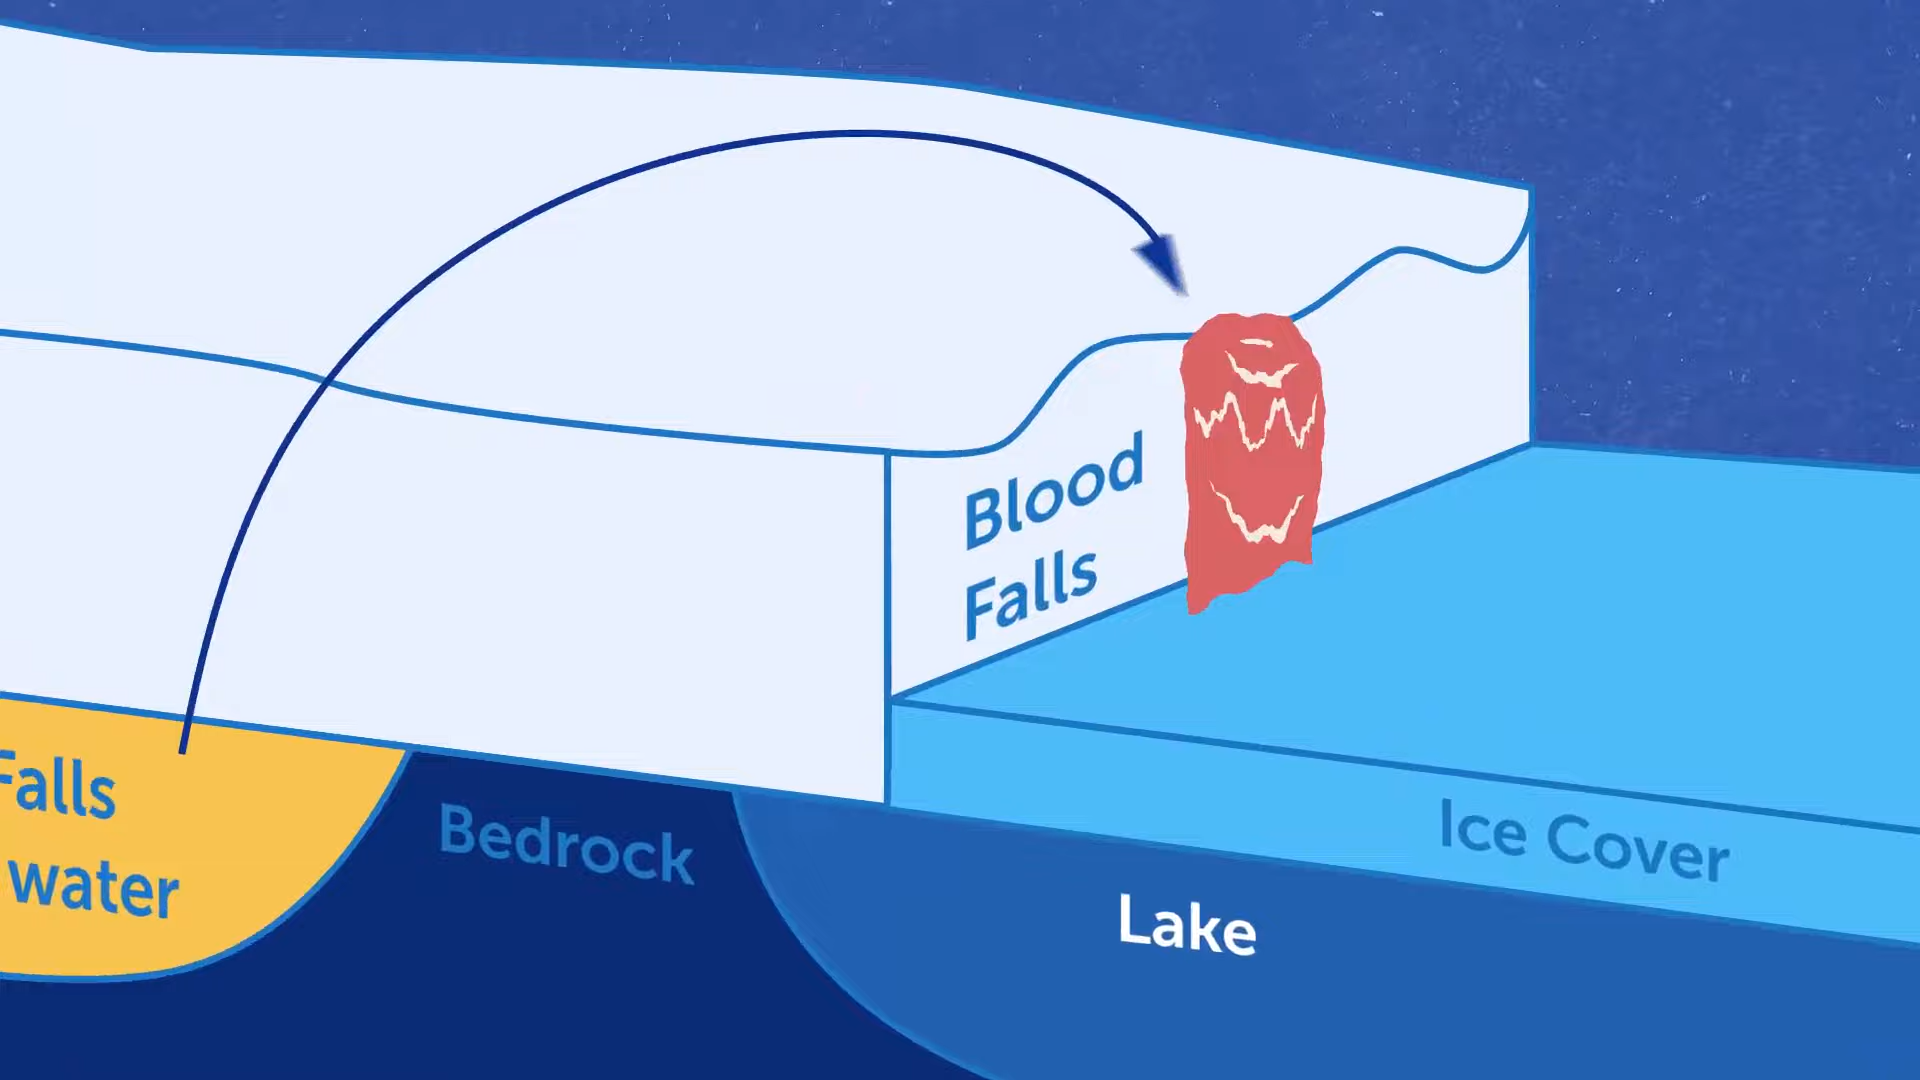 Blood
Falls
Falls
water
Bedrock
Ice Cover
Lake